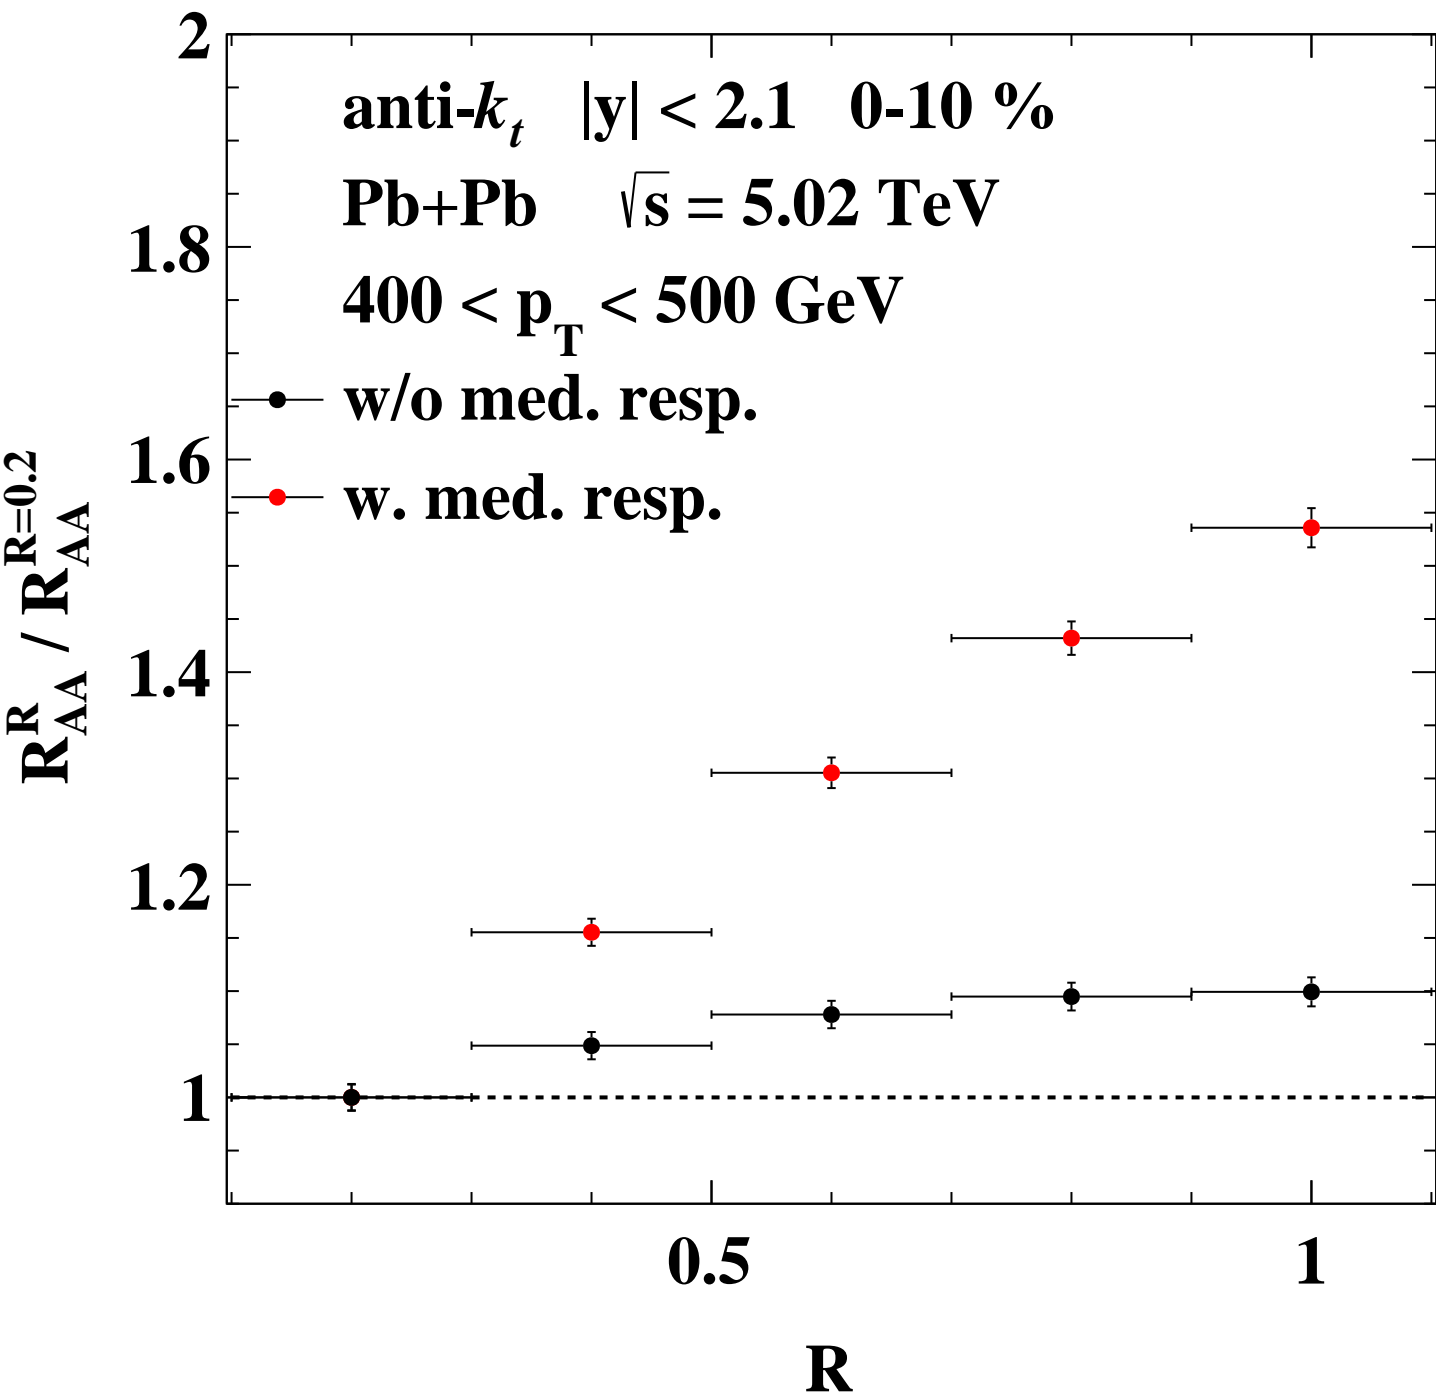 2
anti-kₜ |y| < 2.1 0-10 %
Pb+Pb √s = 5.02 TeV
1.8
400 < p_T < 500 GeV
w/o med. resp.
1.6
w. med. resp.
R^R_AA / R^R=0.2_AA
1.4
1.2
1
0.5 1
R